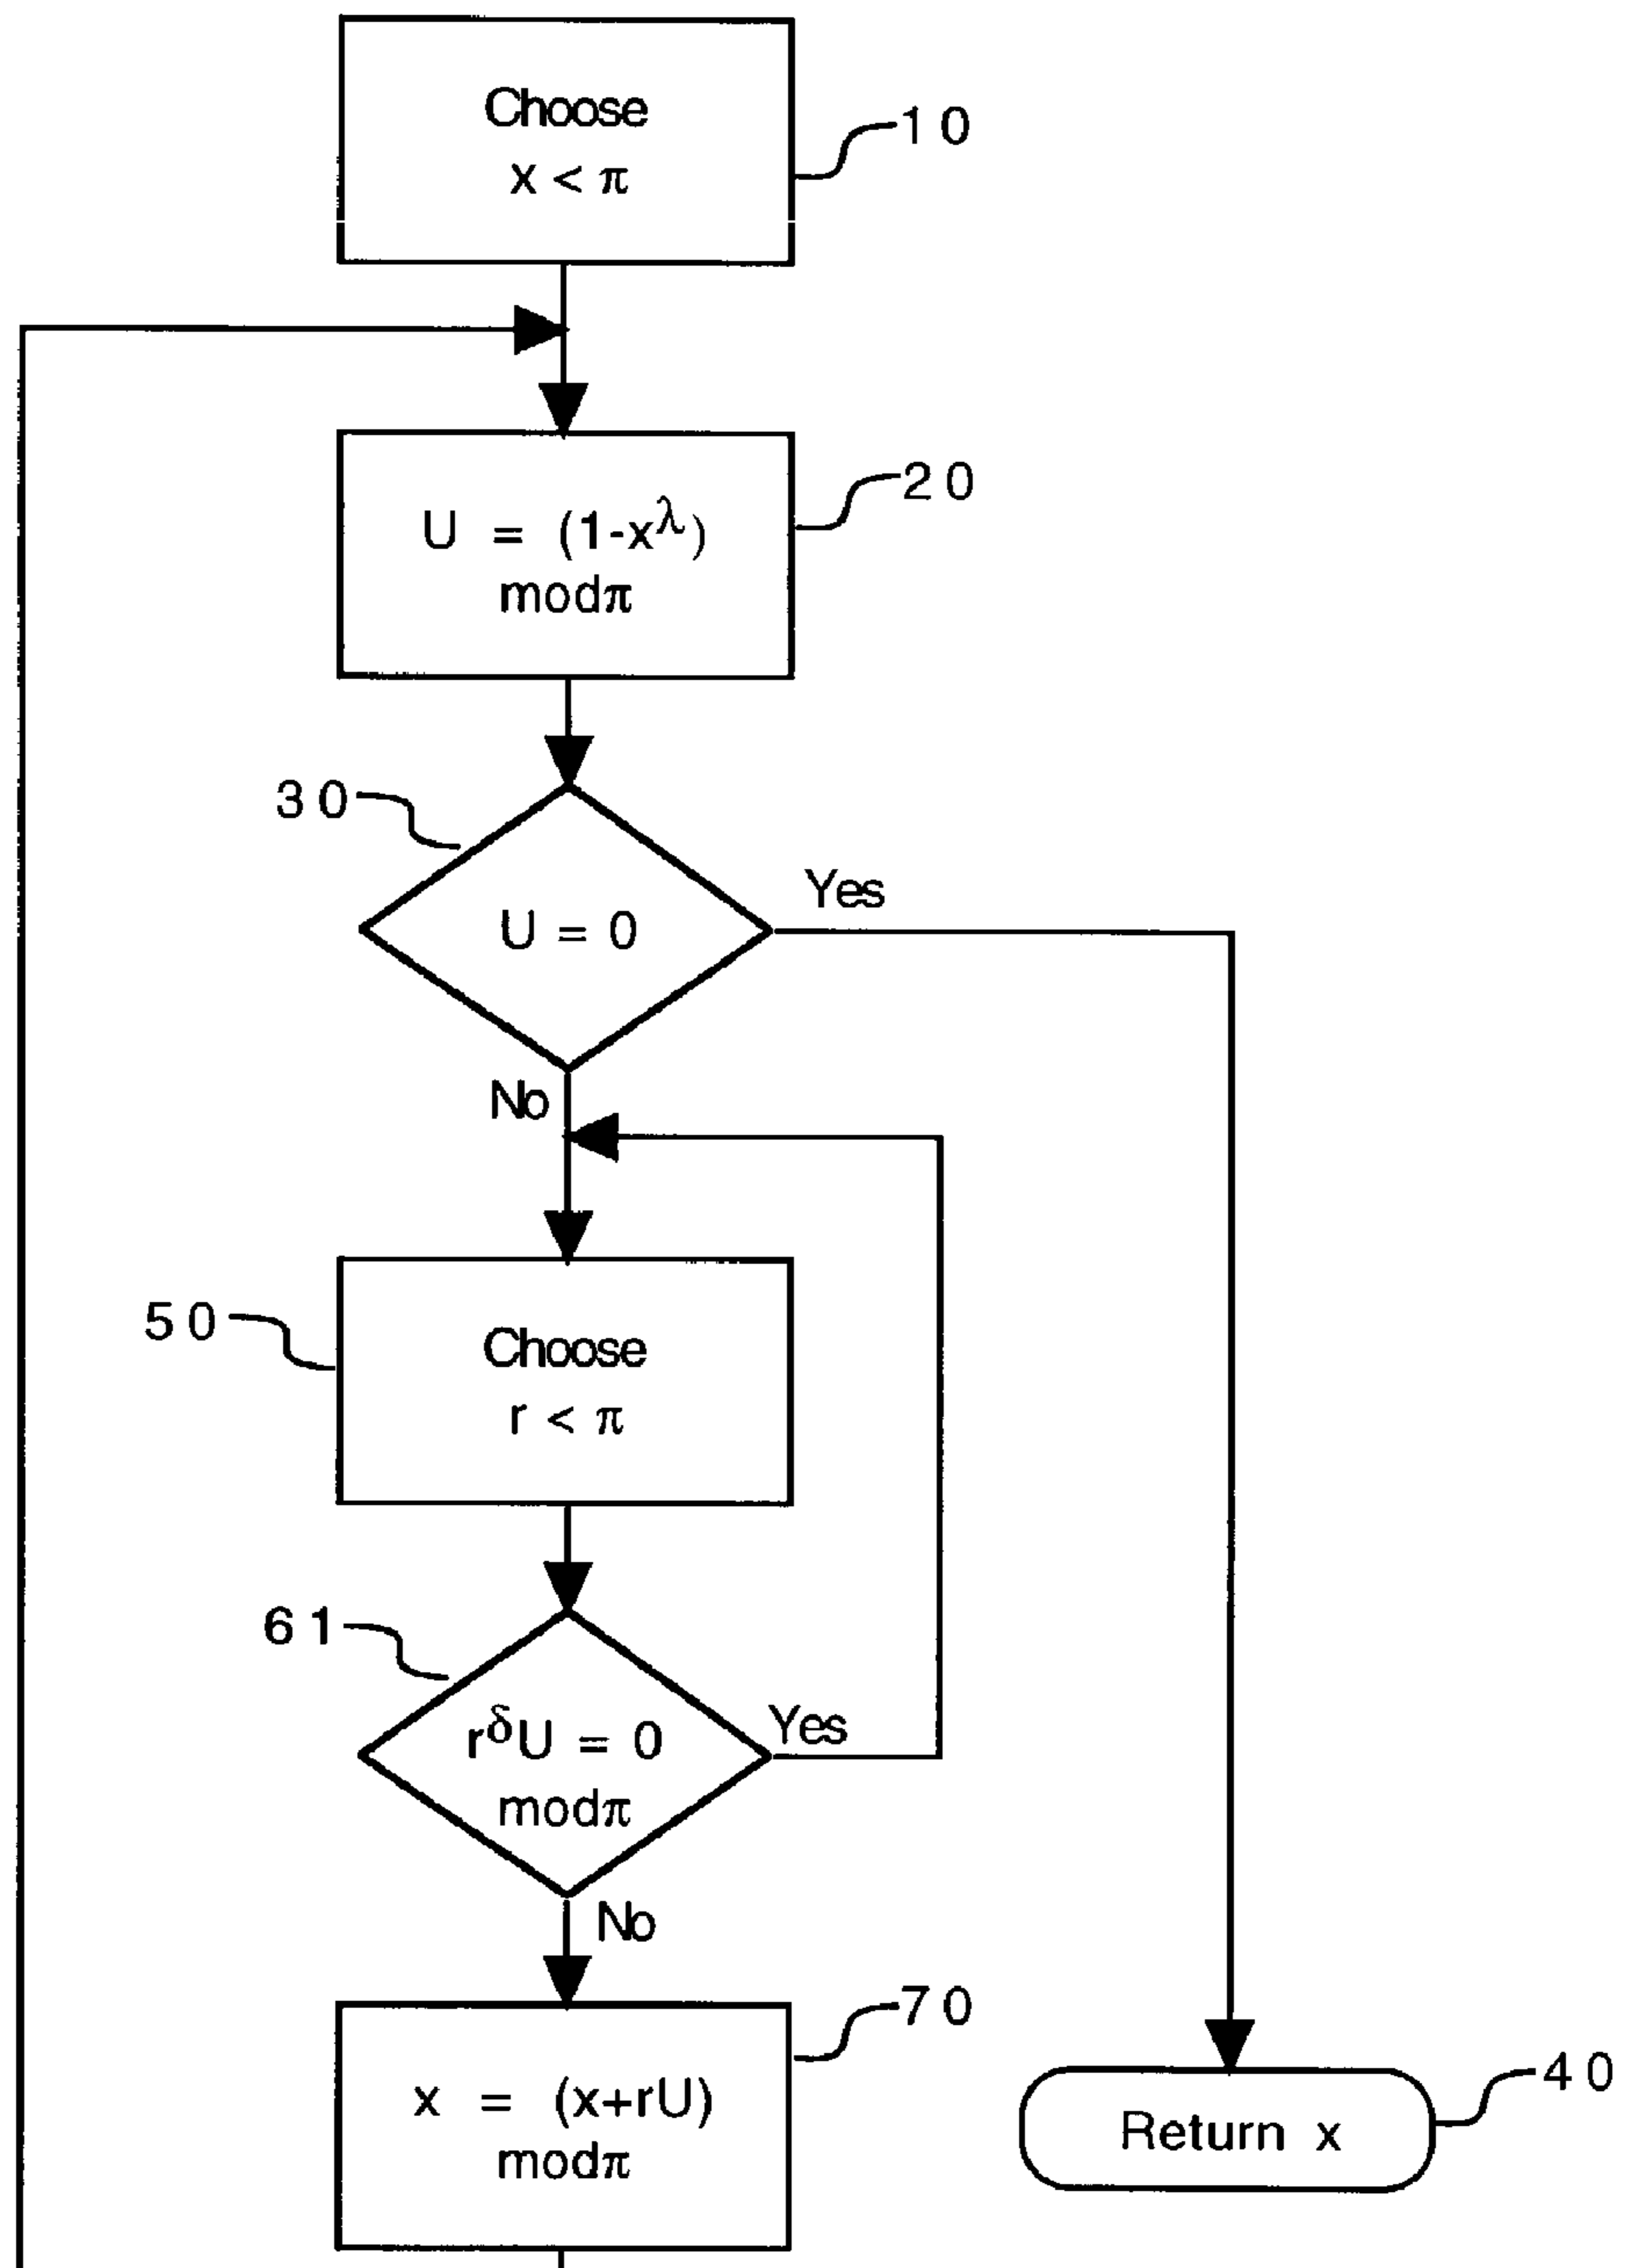 Choose
x < π
10
U = (1-x^λ)
modπ
20
30
U = 0
Yes
No
50
Choose
r < π
61
r^δU = 0
modπ
Yes
No
70
x = (x+rU)
modπ
Return x
40